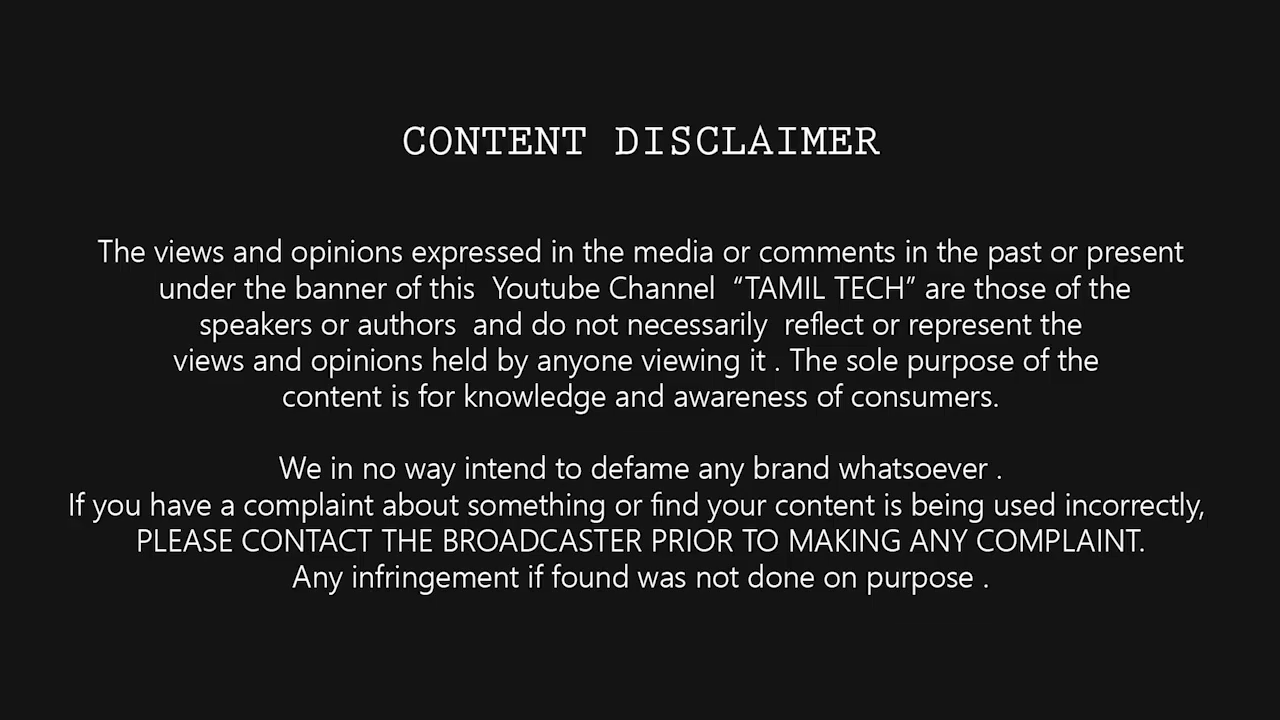 CONTENT DISCLAIMER
The views and opinions expressed in the media or comments in the past or present
under the banner of this  Youtube Channel  “TAMIL TECH” are those of the
speakers or authors  and do not necessarily  reflect or represent the
views and opinions held by anyone viewing it . The sole purpose of the
content is for knowledge and awareness of consumers.
We in no way intend to defame any brand whatsoever .
If you have a complaint about something or find your content is being used incorrectly,
PLEASE CONTACT THE BROADCASTER PRIOR TO MAKING ANY COMPLAINT.
Any infringement if found was not done on purpose .